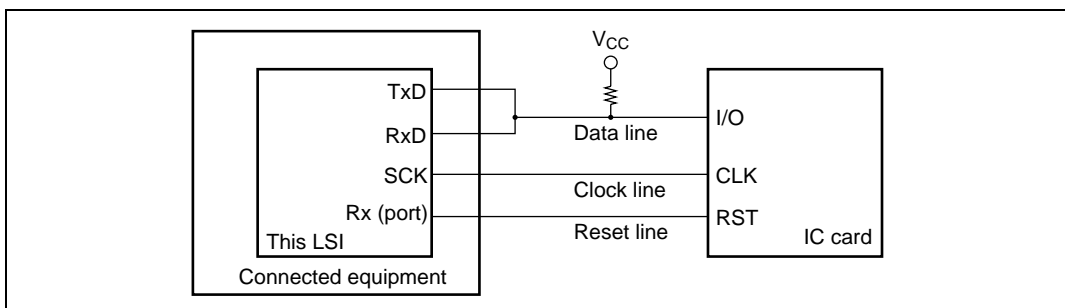 VCC
TxD
RxD
Data line
I/O
SCK
Clock line
CLK
Rx (port)
Reset line
RST
This LSI
IC card
Connected equipment